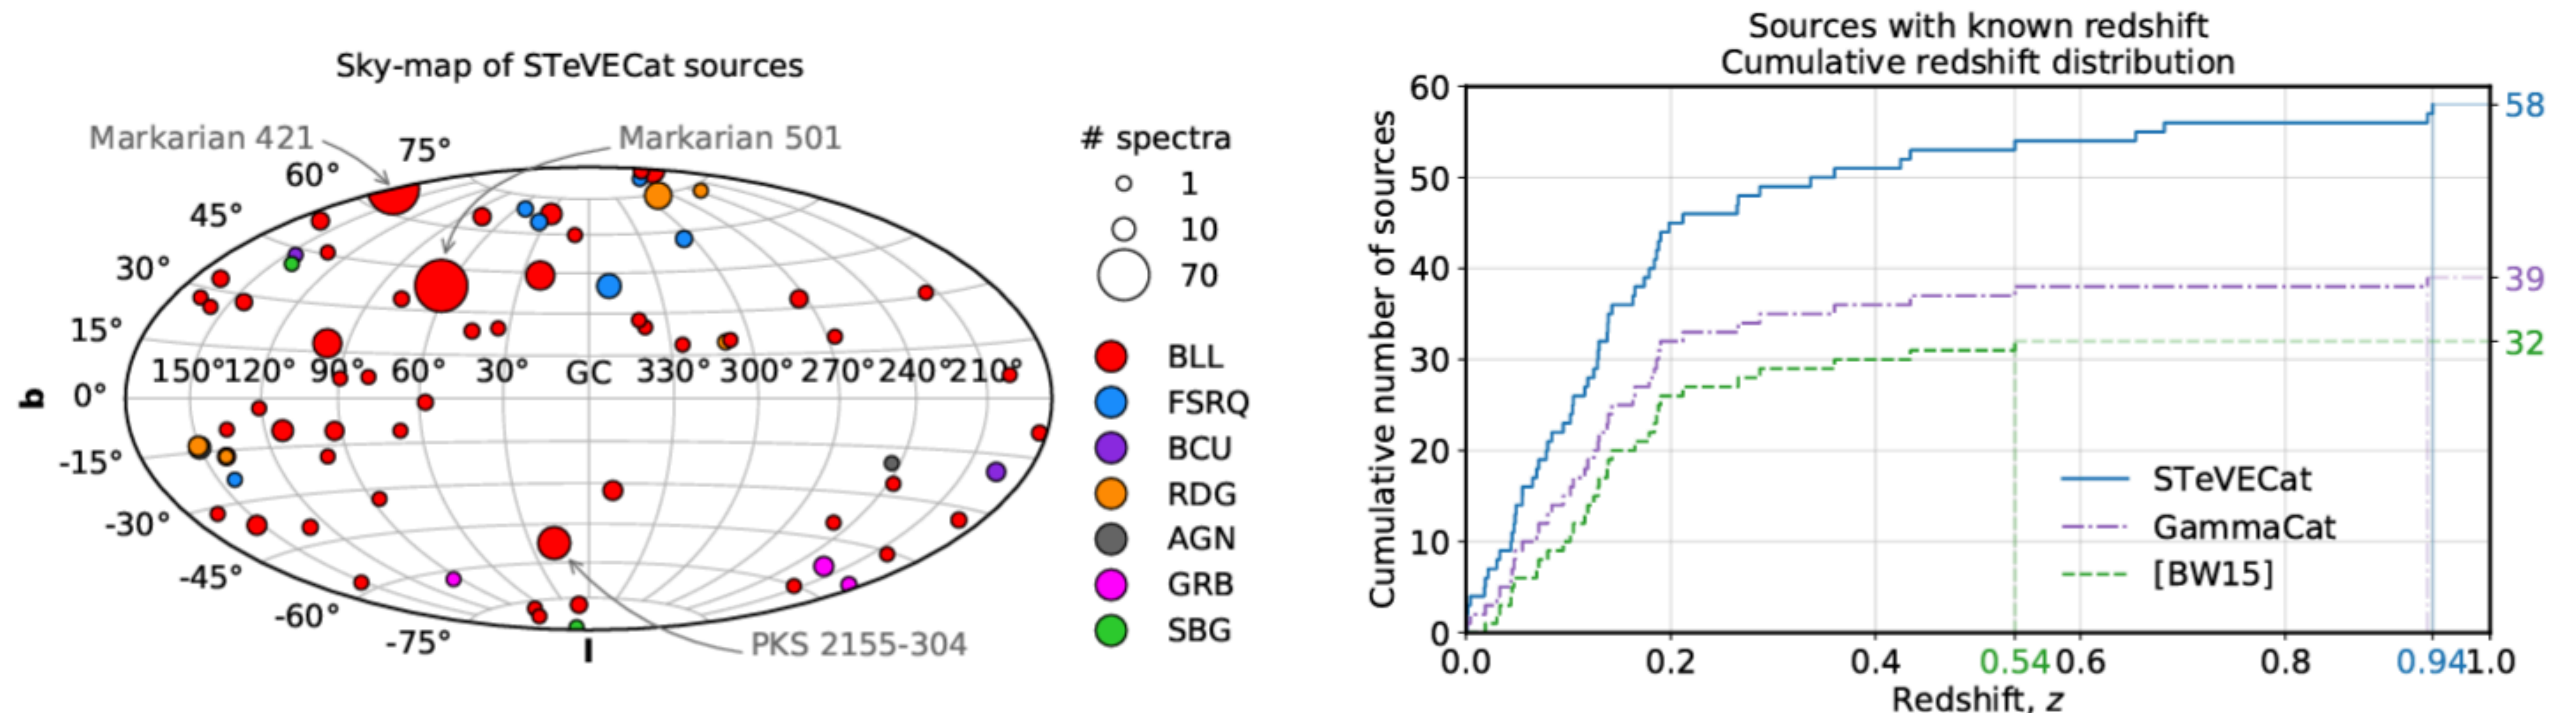 Sky-map of STeVECat sources
Markarian 421
75°
Markarian 501
60°
45°
30°
15°
150° 120° 90° 60° 30° GC 330° 300° 270° 240° 210°
b
0°
-15°
-30°
-45°
-60°
-75°
l
PKS 2155-304
# spectra
1
10
70
BLL
FSRQ
BCU
RDG
AGN
GRB
SBG
Sources with known redshift
Cumulative redshift distribution
Cumulative number of sources
60
50
40
30
20
10
0
58
39
32
STeVECat
GammaCat
[BW15]
0.0 0.2 0.4 0.54 0.6 0.8 0.94 1.0
Redshift, z